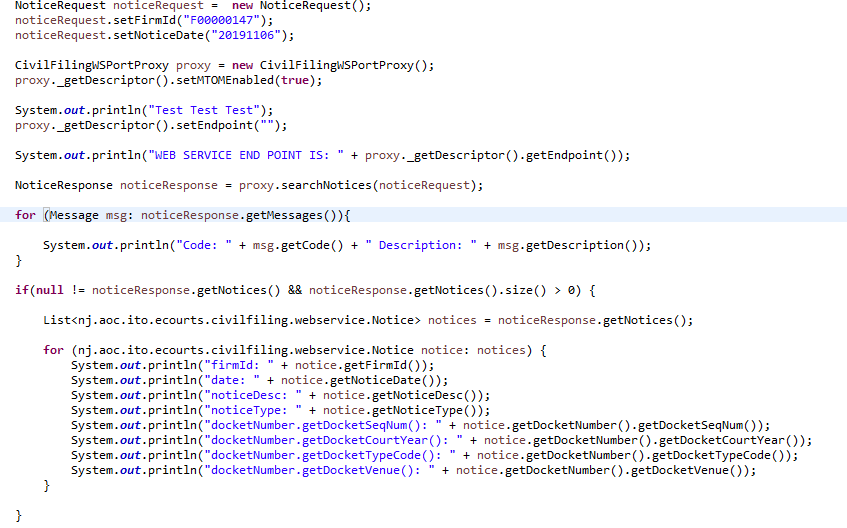 NoticeRequest noticeRequest =  new NoticeRequest();
noticeRequest.setFirmId("F00000147");
noticeRequest.setNoticeDate("20191106");
CivilFilingWSPortProxy proxy = new CivilFilingWSPortProxy();
proxy._getDescriptor().setMTOMEnabled(true);
System.out.println("Test Test Test");
proxy._getDescriptor().setEndpoint("");
System.out.println("WEB SERVICE END POINT IS: " + proxy._getDescriptor().getEndpoint());
NoticeResponse noticeResponse = proxy.searchNotices(noticeRequest);
for (Message msg: noticeResponse.getMessages()){
System.out.println("Code: " + msg.getCode() + " Description: " + msg.getDescription());
}
if(null != noticeResponse.getNotices() && noticeResponse.getNotices().size() > 0) {
List<nj.aoc.ito.ecourts.civilfiling.webservice.Notice> notices = noticeResponse.getNotices();
for (nj.aoc.ito.ecourts.civilfiling.webservice.Notice notice: notices) {
System.out.println("firmId: " + notice.getFirmId());
System.out.println("date: " + notice.getNoticeDate());
System.out.println("noticeDesc: " + notice.getNoticeDesc());
System.out.println("noticeType: " + notice.getNoticeType());
System.out.println("docketNumber.getDocketSeqNum(): " + notice.getDocketNumber().getDocketSeqNum());
System.out.println("docketNumber.getDocketCourtYear(): " + notice.getDocketNumber().getDocketCourtYear());
System.out.println("docketNumber.getDocketTypeCode(): " + notice.getDocketNumber().getDocketTypeCode());
System.out.println("docketNumber.getDocketVenue(): " + notice.getDocketNumber().getDocketVenue());
}
}